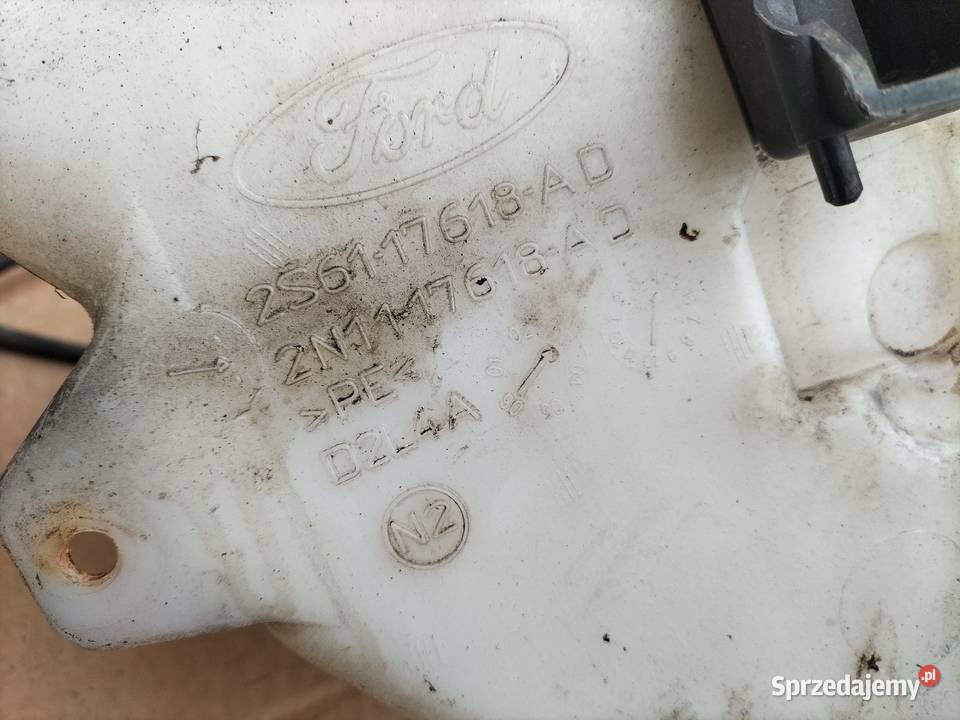 Ford
2S61-17618-AD
2N11-17618-AD
>PE<
D2L4A
N2
Sprzedajemy.pl